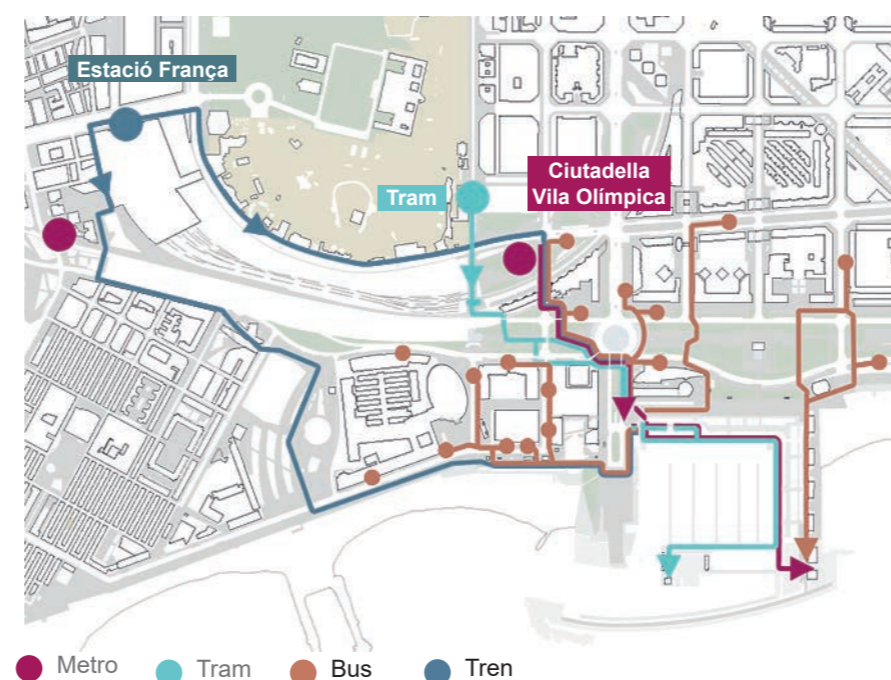 Estació França
Ciutadella
Vila Olímpica
Tram
Metro
Tram
Bus
Tren